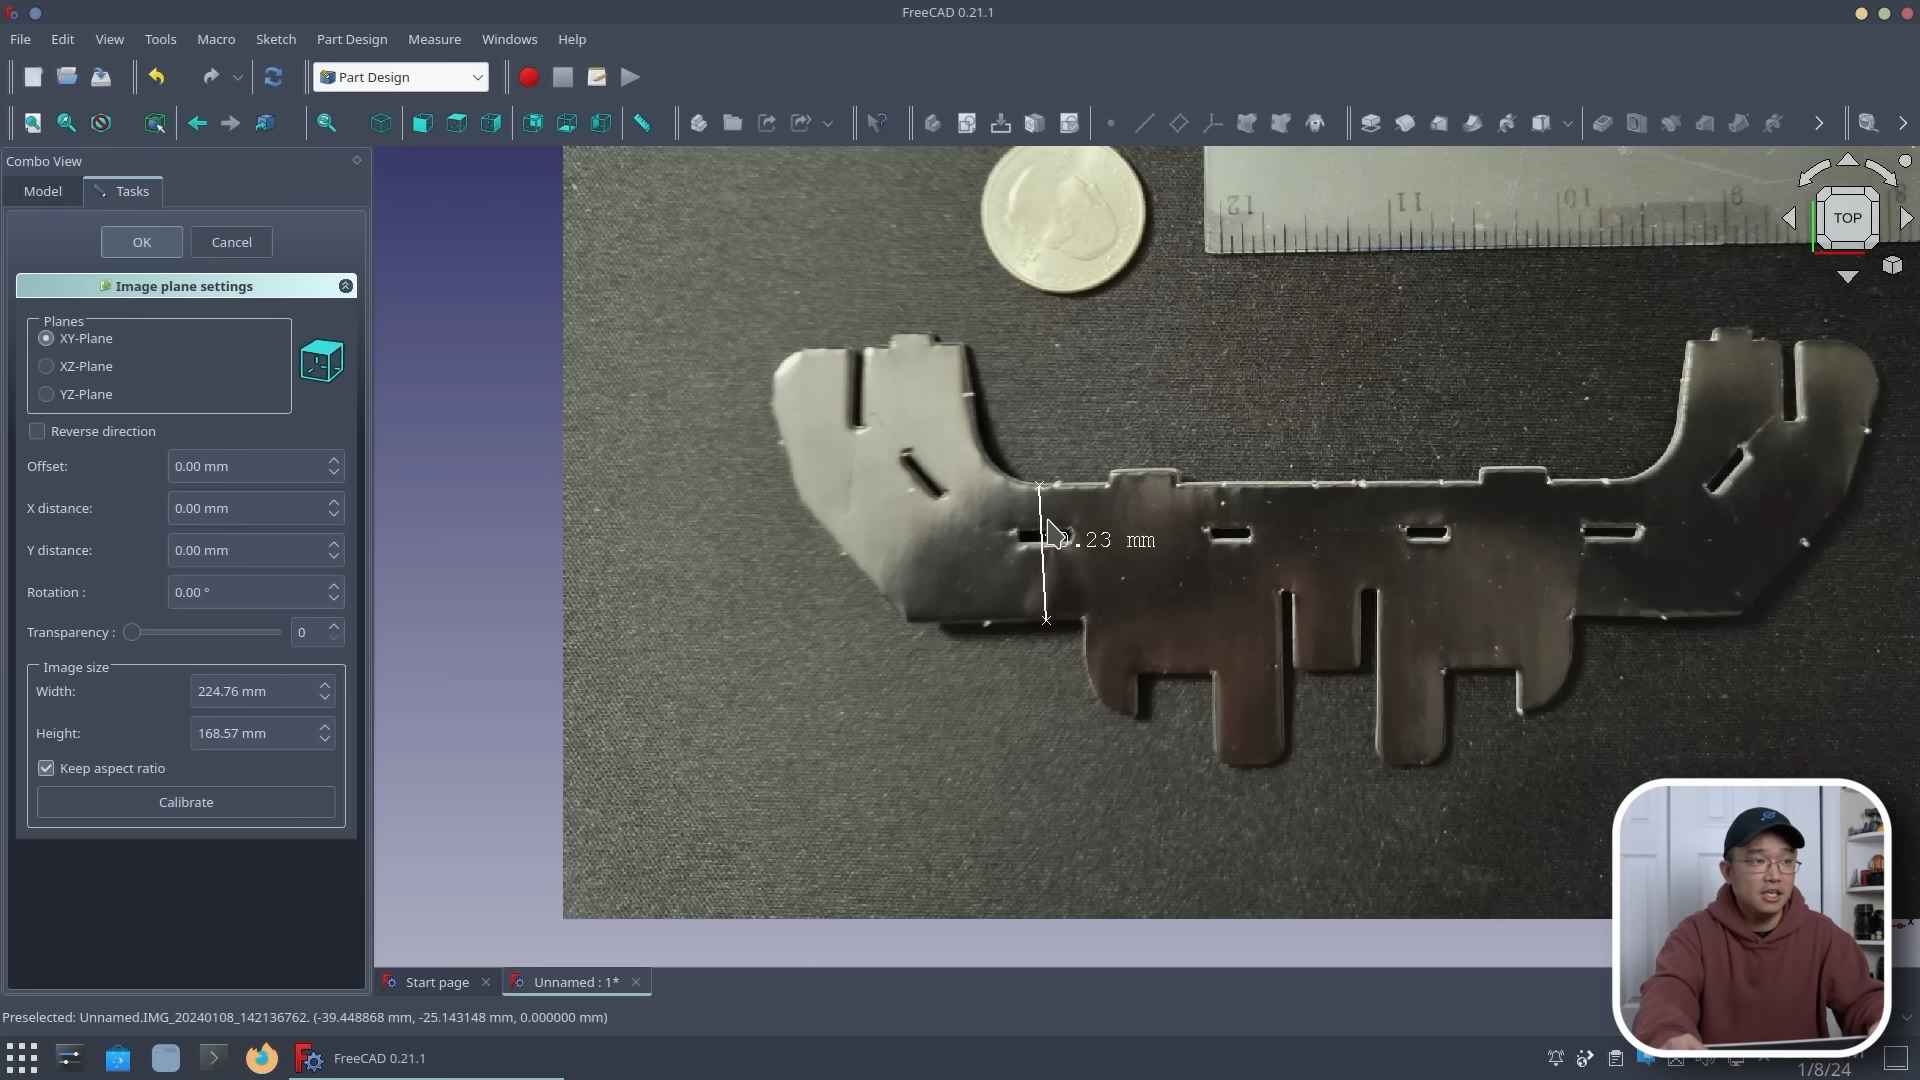 FreeCAD 0.21.1
File Edit View Tools Macro Sketch Part Design Measure Windows Help
Part Design
Combo View
Model Tasks
OK Cancel
Image plane settings
Planes
XY-Plane
XZ-Plane
YZ-Plane
Reverse direction
Offset: 0.00 mm
X distance: 0.00 mm
Y distance: 0.00 mm
Rotation : 0.00 °
Transparency : 0
Image size
Width: 224.76 mm
Height: 168.57 mm
Keep aspect ratio
Calibrate
12 11 10 9
TOP
.23 mm
Start page Unnamed : 1*
Preselected: Unnamed.IMG_20240108_142136762. (-39.448868 mm, -25.143148 mm, 0.000000 mm)
FreeCAD 0.21.1
1/8/24